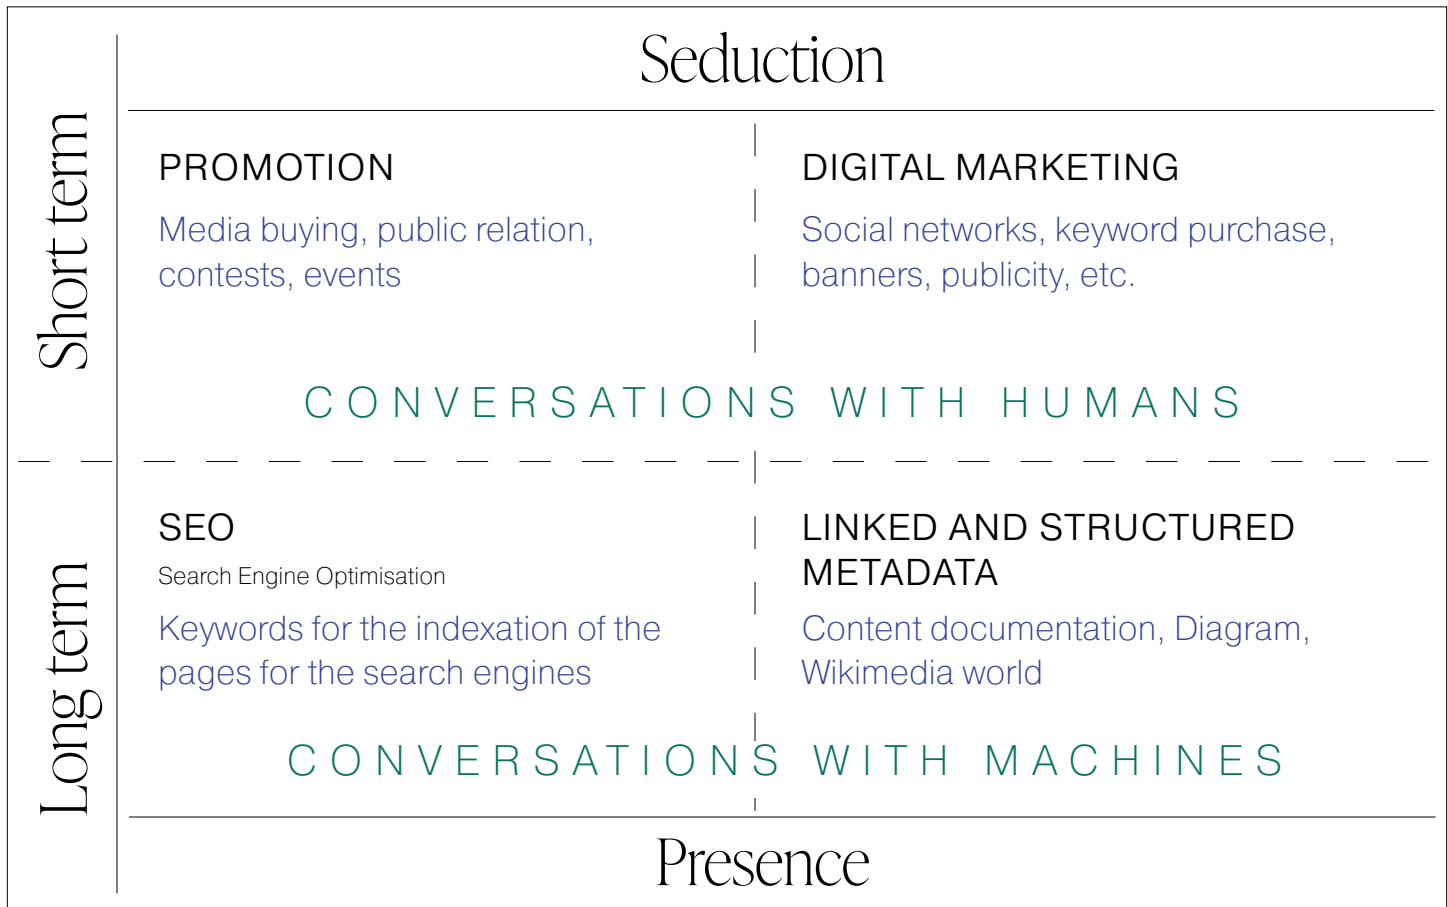 Seduction
Short term
PROMOTION
Media buying, public relation,
contests, events
DIGITAL MARKETING
Social networks, keyword purchase,
banners, publicity, etc.
CONVERSATIONS WITH HUMANS
Long term
SEO
Search Engine Optimisation
Keywords for the indexation of the
pages for the search engines
LINKED AND STRUCTURED
METADATA
Content documentation, Diagram,
Wikimedia world
CONVERSATIONS WITH MACHINES
Presence